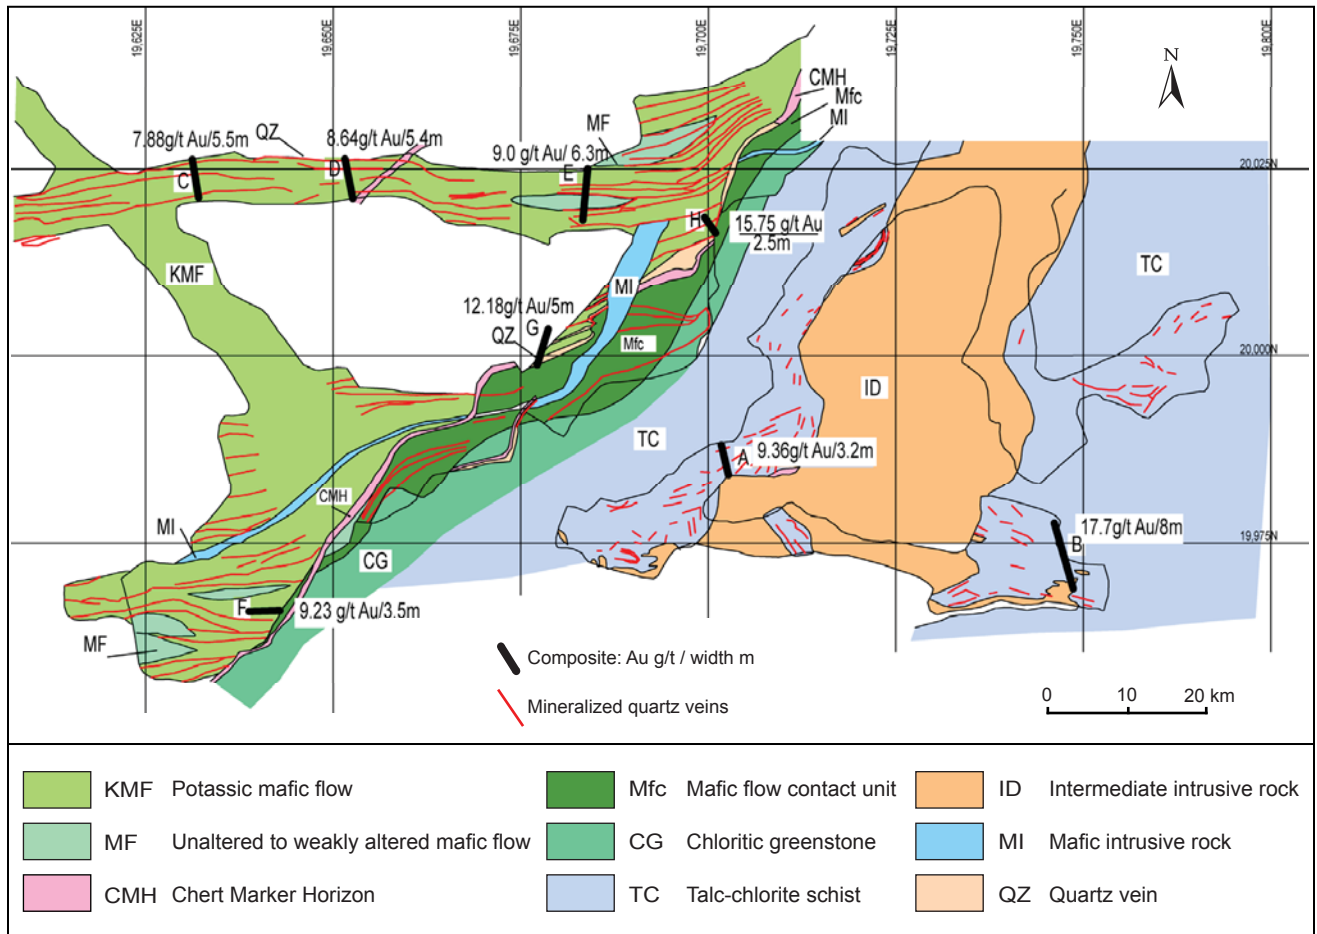 19,625E
19,650E
19,675E
19,700E
19,725E
19,750E
19,800E
N
CMH
Mfc
MI
MF
QZ
7.88g/t Au/5.5m
8.64g/t Au/5.4m
9.0 g/t Au/ 6.3m
20,025N
C
D
E
H
15.75 g/t Au
2.5m
KMF
TC
MI
12.18g/t Au/5m
QZ
G
Mfc
20,000N
ID
TC
A
9.36g/t Au/3.2m
CMH
MI
17.7g/t Au/8m
19,975N
B
CG
F
9.23 g/t Au/3.5m
MF
Composite: Au g/t / width m
Mineralized quartz veins
0 10 20 km
KMF Potassic mafic flow
MF Unaltered to weakly altered mafic flow
CMH Chert Marker Horizon
Mfc Mafic flow contact unit
CG Chloritic greenstone
TC Talc-chlorite schist
ID Intermediate intrusive rock
MI Mafic intrusive rock
QZ Quartz vein